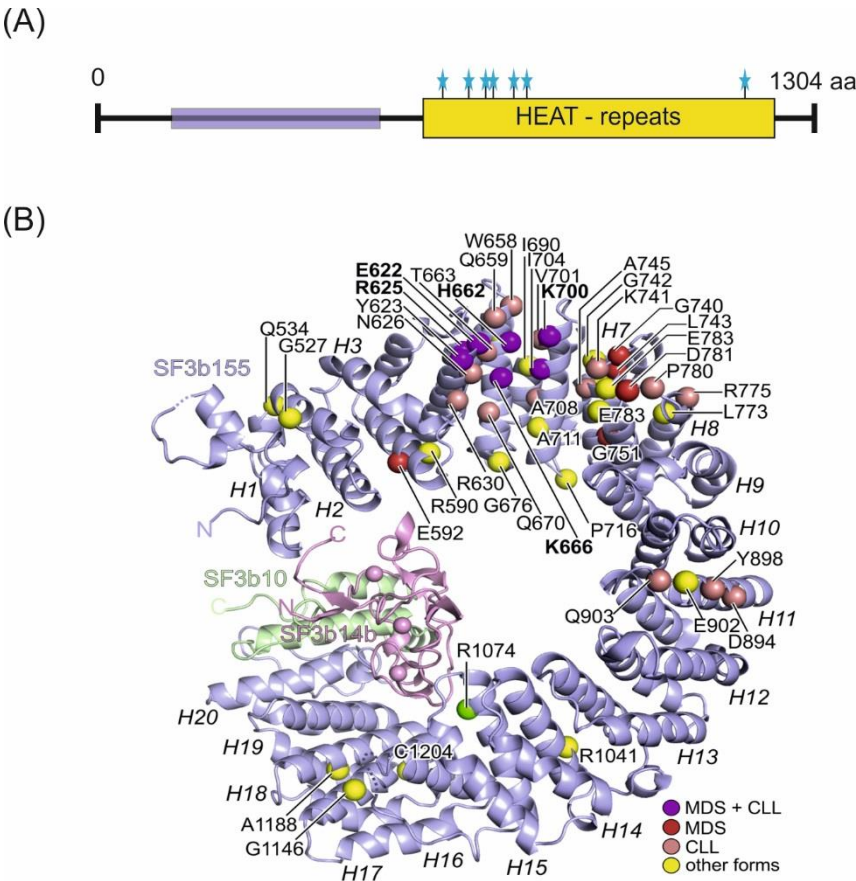 (A)
0
1304 aa
HEAT - repeats
(B)
W658
Q659
I690
I704
V701
E622
T663
H662
K700
R625
Y623
N626
A745
G742
K741
G740
L743
E783
D781
P780
R775
L773
H7
H8
Q534
G527
H3
SF3b155
A708
A711
E783
G751
H1
H2
N
R630
R590
G676
Q670
E592
K666
P716
H9
H10
C
SF3b10
C
N
SF3b14b
Y898
Q903
E902
D894
H11
R1074
H12
H20
H19
C1204
R1041
H13
H18
A1188
G1146
H14
H17
H16
H15
MDS + CLL
MDS
CLL
other forms